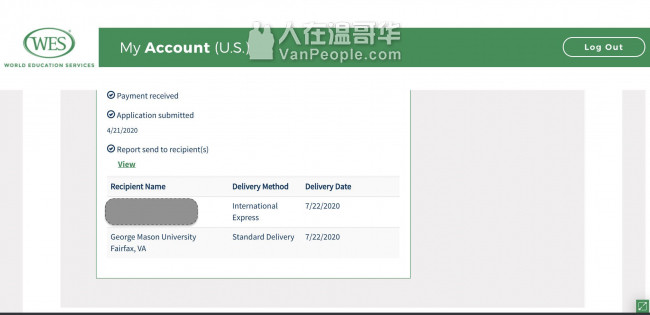 WES
WORLD EDUCATION SERVICES
My Account (U.S.)
人在温哥华
VanPeople.com
Log Out
Payment received
Application submitted
4/21/2020
Report send to recipient(s)
View
Recipient Name Delivery Method Delivery Date
International 7/22/2020
Express
George Mason University Standard Delivery 7/22/2020
Fairfax, VA